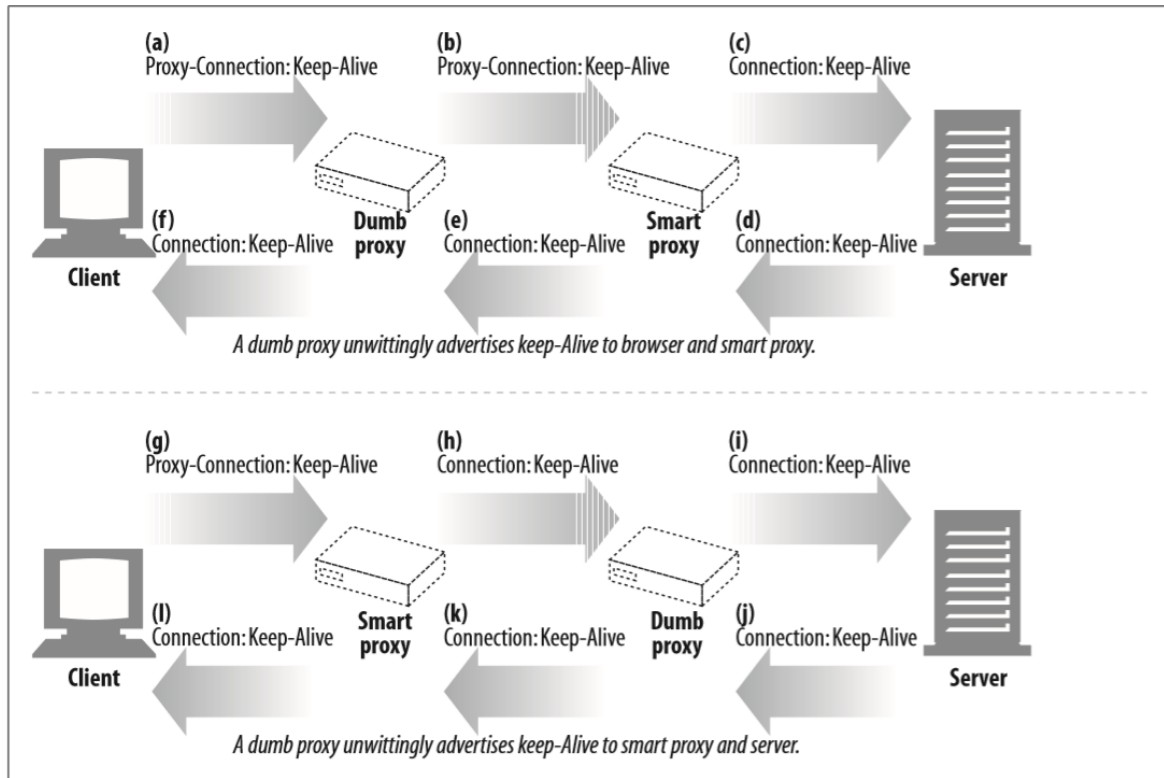 (a)
Proxy-Connection: Keep-Alive
(b)
Proxy-Connection: Keep-Alive
(c)
Connection: Keep-Alive
Client
(f)
Connection: Keep-Alive
Dumb
proxy
(e)
Connection: Keep-Alive
Smart
proxy
(d)
Connection: Keep-Alive
Server
A dumb proxy unwittingly advertises keep-Alive to browser and smart proxy.
(g)
Proxy-Connection: Keep-Alive
(h)
Connection: Keep-Alive
(i)
Connection: Keep-Alive
Client
(l)
Connection: Keep-Alive
Smart
proxy
(k)
Connection: Keep-Alive
Dumb
proxy
(j)
Connection: Keep-Alive
Server
A dumb proxy unwittingly advertises keep-Alive to smart proxy and server.